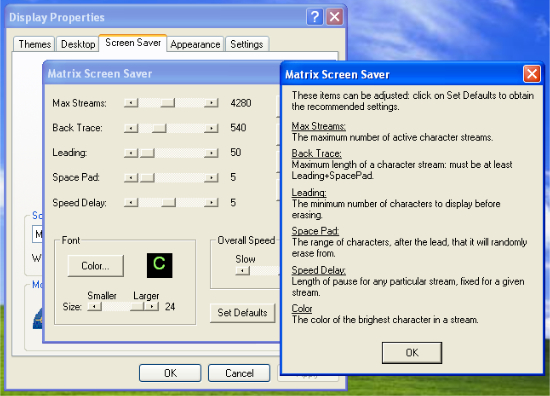 Display Properties
Themes Desktop Screen Saver Appearance Settings
Matrix Screen Saver
Max Streams: 4280
Back Trace: 540
Leading: 50
Space Pad: 5
Speed Delay: 5
Font
Color...
C
Smaller Larger
Size: 24
Overall Speed
Slow
Set Defaults
OK Cancel
Matrix Screen Saver
These items can be adjusted: click on Set Defaults to obtain
the recommended settings.
Max Streams:
The maximum number of active character streams.
Back Trace:
Maximum length of a character stream: must be at least
Leading+SpacePad.
Leading:
The minimum number of characters to display before
erasing.
Space Pad:
The range of characters, after the lead, that it will randomly
erase from.
Speed Delay:
Length of pause for any particular stream, fixed for a given
stream.
Color
The color of the brighest character in a stream.
OK